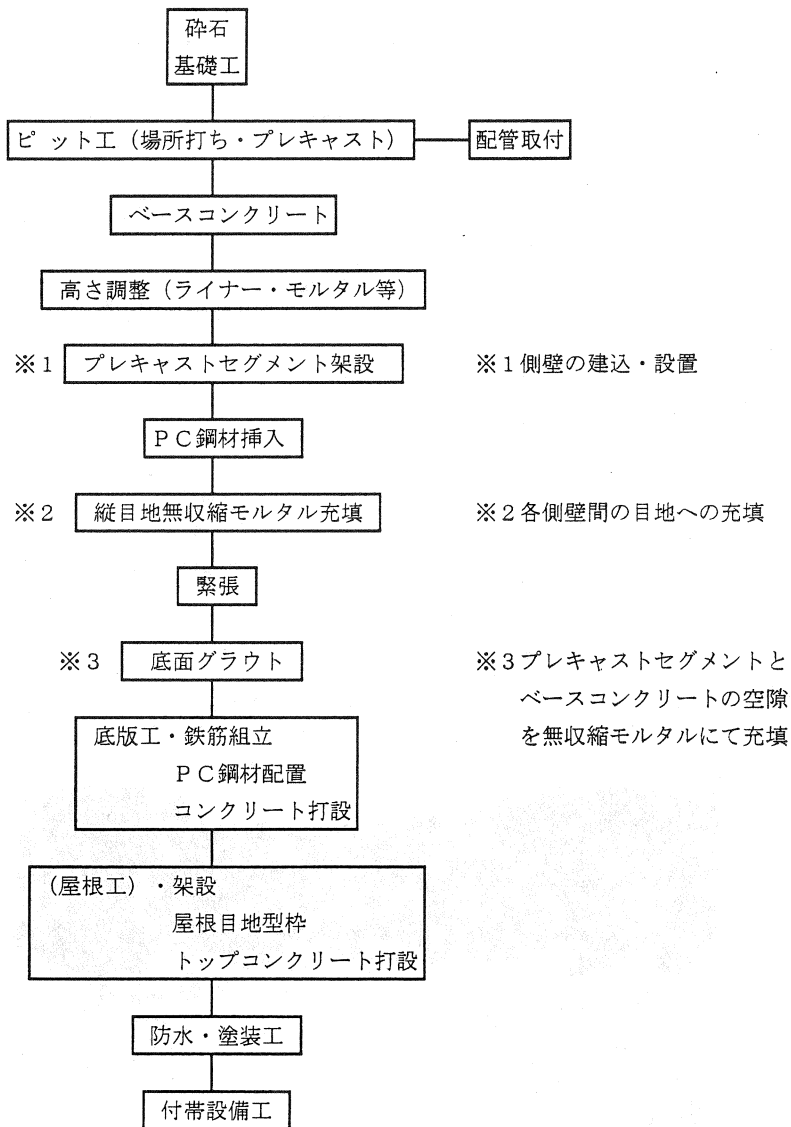 砕石
基礎工
ピット工（場所打ち・プレキャスト）
配管取付
ベースコンクリート
高さ調整（ライナー・モルタル等）
※１ プレキャストセグメント架設
※１側壁の建込・設置
ＰＣ鋼材挿入
※２ 縦目地無収縮モルタル充填
※２各側壁間の目地への充填
緊張
※３ 底面グラウト
※３プレキャストセグメントと
ベースコンクリートの空隙
を無収縮モルタルにて充填
底版工・鉄筋組立
ＰＣ鋼材配置
コンクリート打設
（屋根工）・架設
屋根目地型枠
トップコンクリート打設
防水・塗装工
付帯設備工